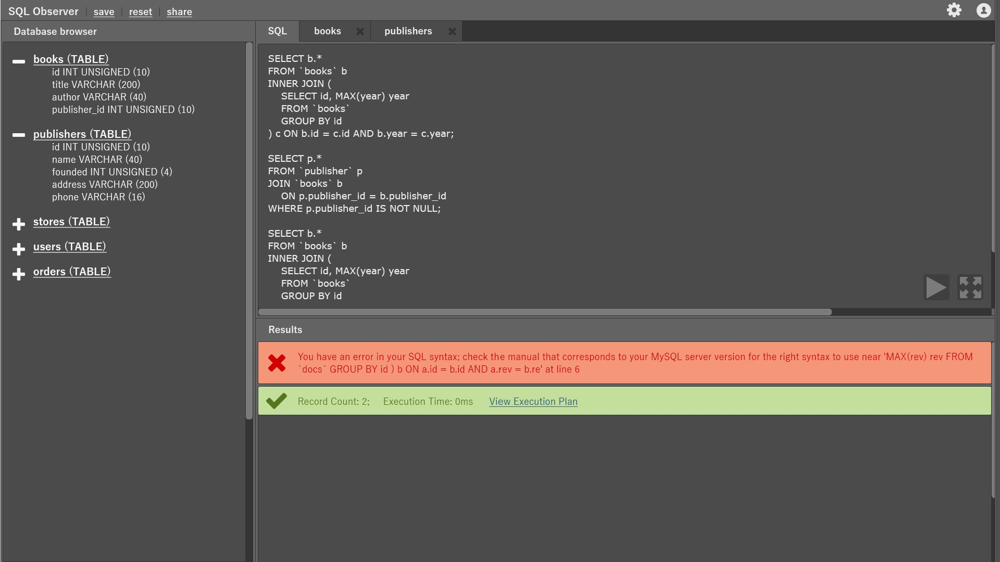 SQL Observer save reset share
Database browser
books (TABLE)
id INT UNSIGNED (10)
title VARCHAR (200)
author VARCHAR (40)
publisher_id INT UNSIGNED (10)
publishers (TABLE)
id INT UNSIGNED (10)
name VARCHAR (40)
founded INT UNSIGNED (4)
address VARCHAR (200)
phone VARCHAR (16)
stores (TABLE)
users (TABLE)
orders (TABLE)
SQL books publishers
SELECT b.*
FROM `books` b
INNER JOIN (
SELECT id, MAX(year) year
FROM `books`
GROUP BY id
) c ON b.id = c.id AND b.year = c.year;
SELECT p.*
FROM `publisher` p
JOIN `books` b
ON p.publisher_id = b.publisher_id
WHERE p.publisher_id IS NOT NULL;
SELECT b.*
FROM `books` b
INNER JOIN (
SELECT id, MAX(year) year
FROM `books`
GROUP BY id
Results
You have an error in your SQL syntax; check the manual that corresponds to your MySQL server version for the right syntax to use near 'MAX(rev) rev FROM
`docs` GROUP BY id ) b ON a.id = b.id AND a.rev = b.re' at line 6
Record Count: 2; Execution Time: 0ms View Execution Plan